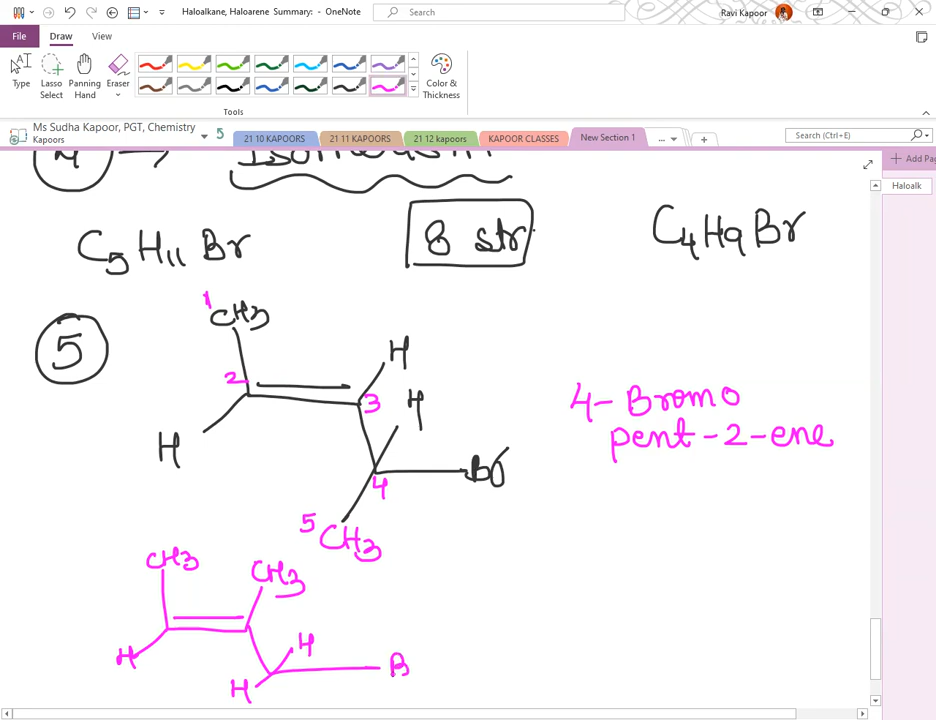 Haloalkane, Haloarene Summary: - OneNote
Search
Ravi Kapoor
File
Draw
View
Type
Lasso Select
Panning Hand
Eraser
Color & Thickness
Tools
Ms Sudha Kapoor, PGT, Chemistry
Kapoors
21 10 KAPOORS
21 11 KAPOORS
21 12 kapoors
KAPOOR CLASSES
New Section 1
...
Search (Ctrl+E)
Add Pag
Haloalk
C5H11Br
8 str
C4H9Br
5
1
CH3
2
H
3
H
H
4
Br
5
CH3
4-Bromo
pent-2-ene
CH3
CH3
H
H
H
B